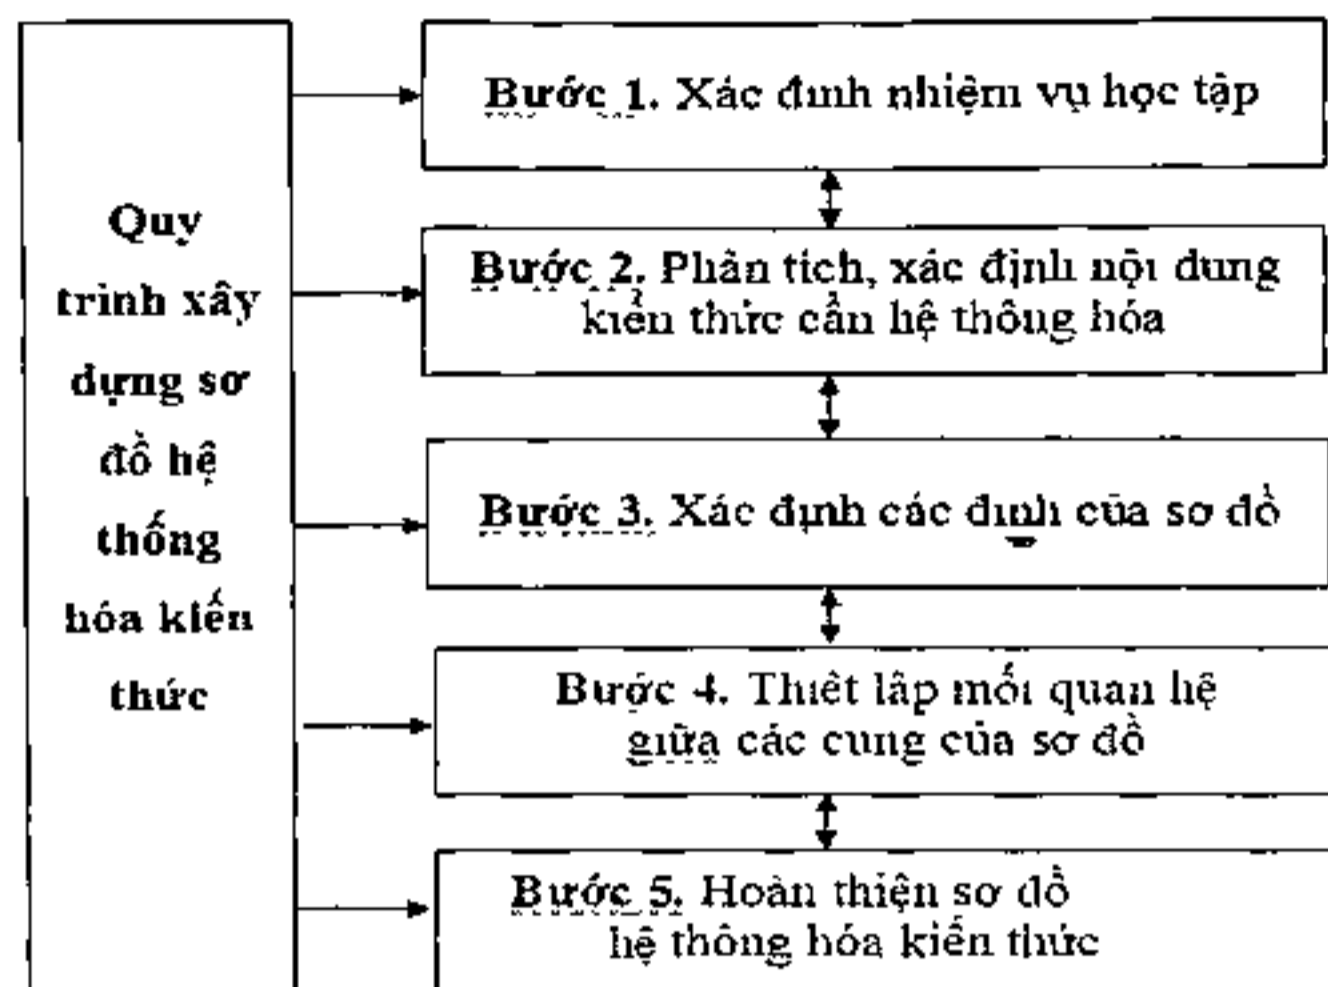 Quy
trình xây
dựng sơ
đồ hệ
thống
hóa kiến
thức
Bước 1. Xác định nhiệm vụ học tập
Bước 2. Phân tích, xác định nội dung
kiến thức cần hệ thống hóa
Bước 3. Xác định các đỉnh của sơ đồ
Bước 4. Thiết lập mối quan hệ
giữa các cung của sơ đồ
Bước 5. Hoàn thiện sơ đồ
hệ thống hóa kiến thức